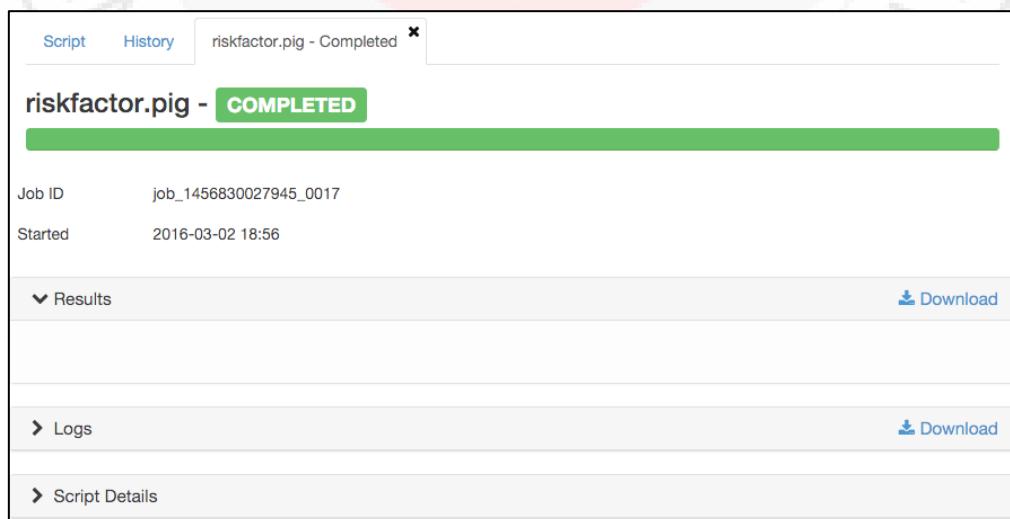 Script History riskfactor.pig - Completed ✖
riskfactor.pig - COMPLETED
Job ID job_1456830027945_0017
Started 2016-03-02 18:56
Results Download
Logs Download
Script Details